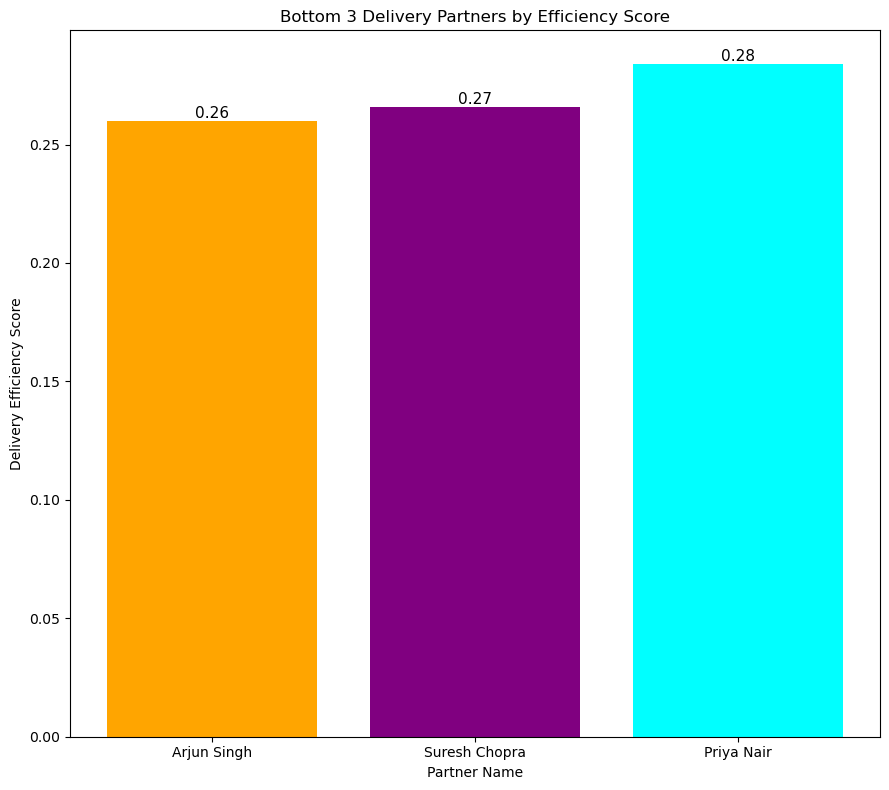 Bottom 3 Delivery Partners by Efficiency Score
0.28
0.27
0.26
0.25
0.20
0.15
0.10
0.05
0.00
Delivery Efficiency Score
Arjun Singh
Suresh Chopra
Priya Nair
Partner Name